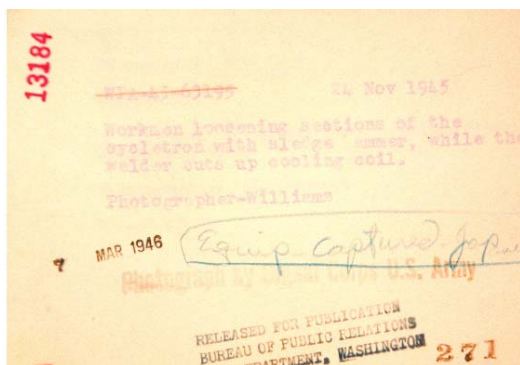 13184
24 Nov 1945
Workmen loosening sections of the
cycletron with sledge hammer, while the
welder cuts up cooling coil.
Photographer-Williams
7 MAR 1946
Equip captured Jap
Photograph by Signal Corps U.S. Army
RELEASED FOR PUBLICATION
BUREAU OF PUBLIC RELATIONS
DEPARTMENT, WASHINGTON
271